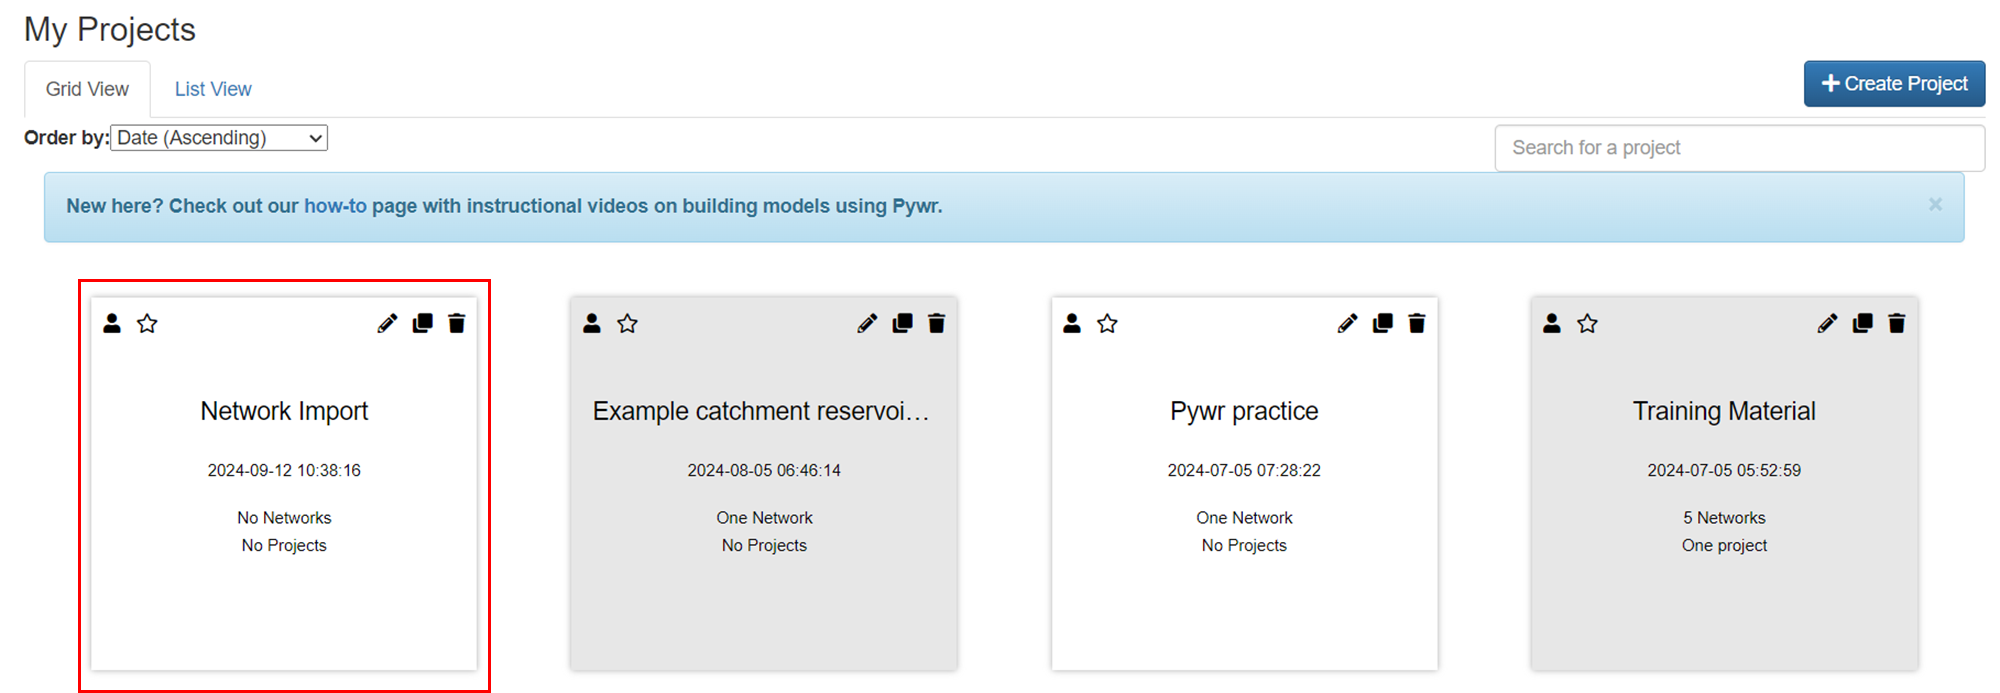 My Projects
Grid View
List View
Create Project
Order by: Date (Ascending)
Search for a project
New here? Check out our how-to page with instructional videos on building models using Pywr.
×
Network Import
2024-09-12 10:38:16
No Networks
No Projects
Example catchment reservoi...
2024-08-05 06:46:14
One Network
No Projects
Pywr practice
2024-07-05 07:28:22
One Network
No Projects
Training Material
2024-07-05 05:52:59
5 Networks
One project